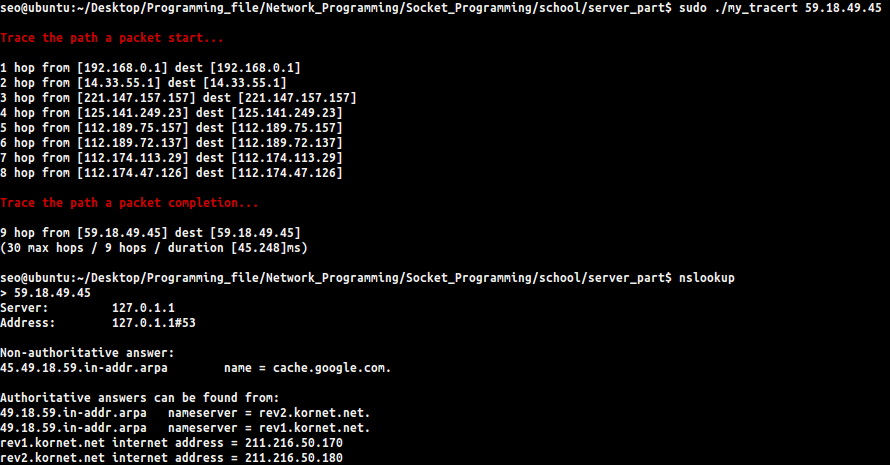 seo@ubuntu:~/Desktop/Programming_file/Network_Programming/Socket_Programming/school/server_part$ sudo ./my_tracert 59.18.49.45
Trace the path a packet start...
1 hop from [192.168.0.1] dest [192.168.0.1]
2 hop from [14.33.55.1] dest [14.33.55.1]
3 hop from [221.147.157.157] dest [221.147.157.157]
4 hop from [125.141.249.23] dest [125.141.249.23]
5 hop from [112.189.75.157] dest [112.189.75.157]
6 hop from [112.189.72.137] dest [112.189.72.137]
7 hop from [112.174.113.29] dest [112.174.113.29]
8 hop from [112.174.47.126] dest [112.174.47.126]
Trace the path a packet completion...
9 hop from [59.18.49.45] dest [59.18.49.45]
(30 max hops / 9 hops / duration [45.248]ms)
seo@ubuntu:~/Desktop/Programming_file/Network_Programming/Socket_Programming/school/server_part$ nslookup
> 59.18.49.45
Server:		127.0.1.1
Address:	127.0.1.1#53
Non-authoritative answer:
45.49.18.59.in-addr.arpa	name = cache.google.com.
Authoritative answers can be found from:
49.18.59.in-addr.arpa	nameserver = rev2.kornet.net.
49.18.59.in-addr.arpa	nameserver = rev1.kornet.net.
rev1.kornet.net	internet address = 211.216.50.170
rev2.kornet.net	internet address = 211.216.50.180